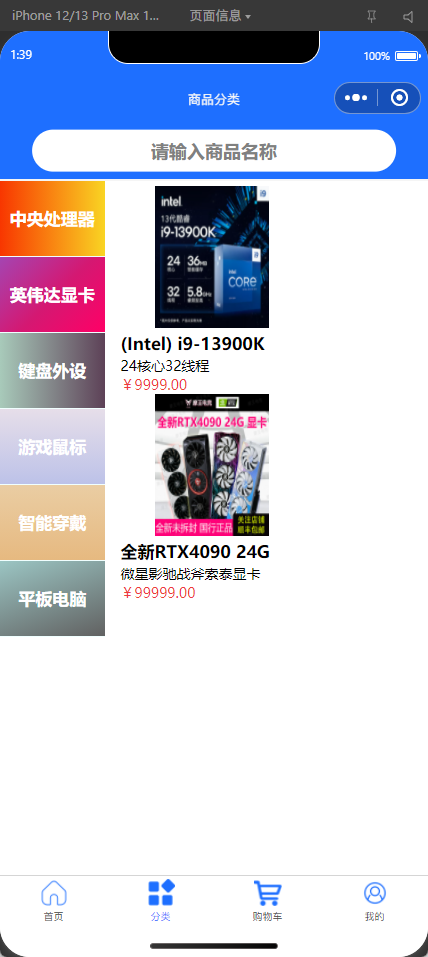 iPhone 12/13 Pro Max 1... 页面信息
1:39
100%
商品分类
请输入商品名称
中央处理器
英伟达显卡
键盘外设
游戏鼠标
智能穿戴
平板电脑
intel
i9
13代酷睿
i9-13900K
24 36MB
核心
32 5.8GHz
线程
intel
CORE
i9
(Intel) i9-13900K
24核心32线程
￥9999.00
全新RTX4090 24G 显卡
全新未拆封 国行正品
关注店铺
顺丰包邮
全新RTX4090 24G
微星影驰战斧索泰显卡
￥99999.00
首页
分类
购物车
我的